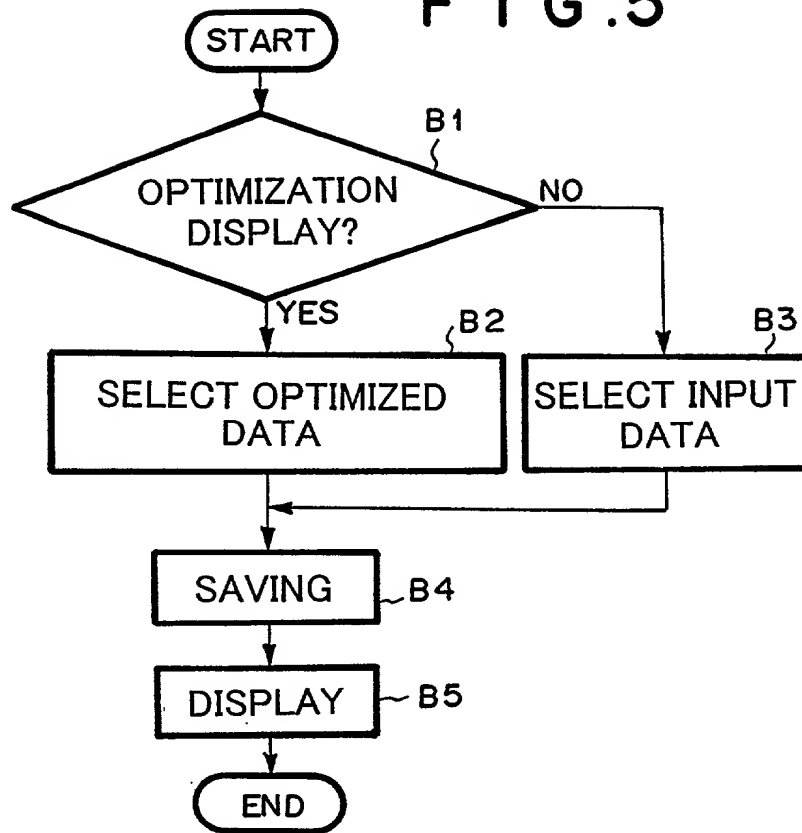 FIG.5
START
B1
OPTIMIZATION
DISPLAY?
NO
YES
B2
B3
SELECT OPTIMIZED
DATA
SELECT INPUT
DATA
SAVING
B4
DISPLAY
B5
END